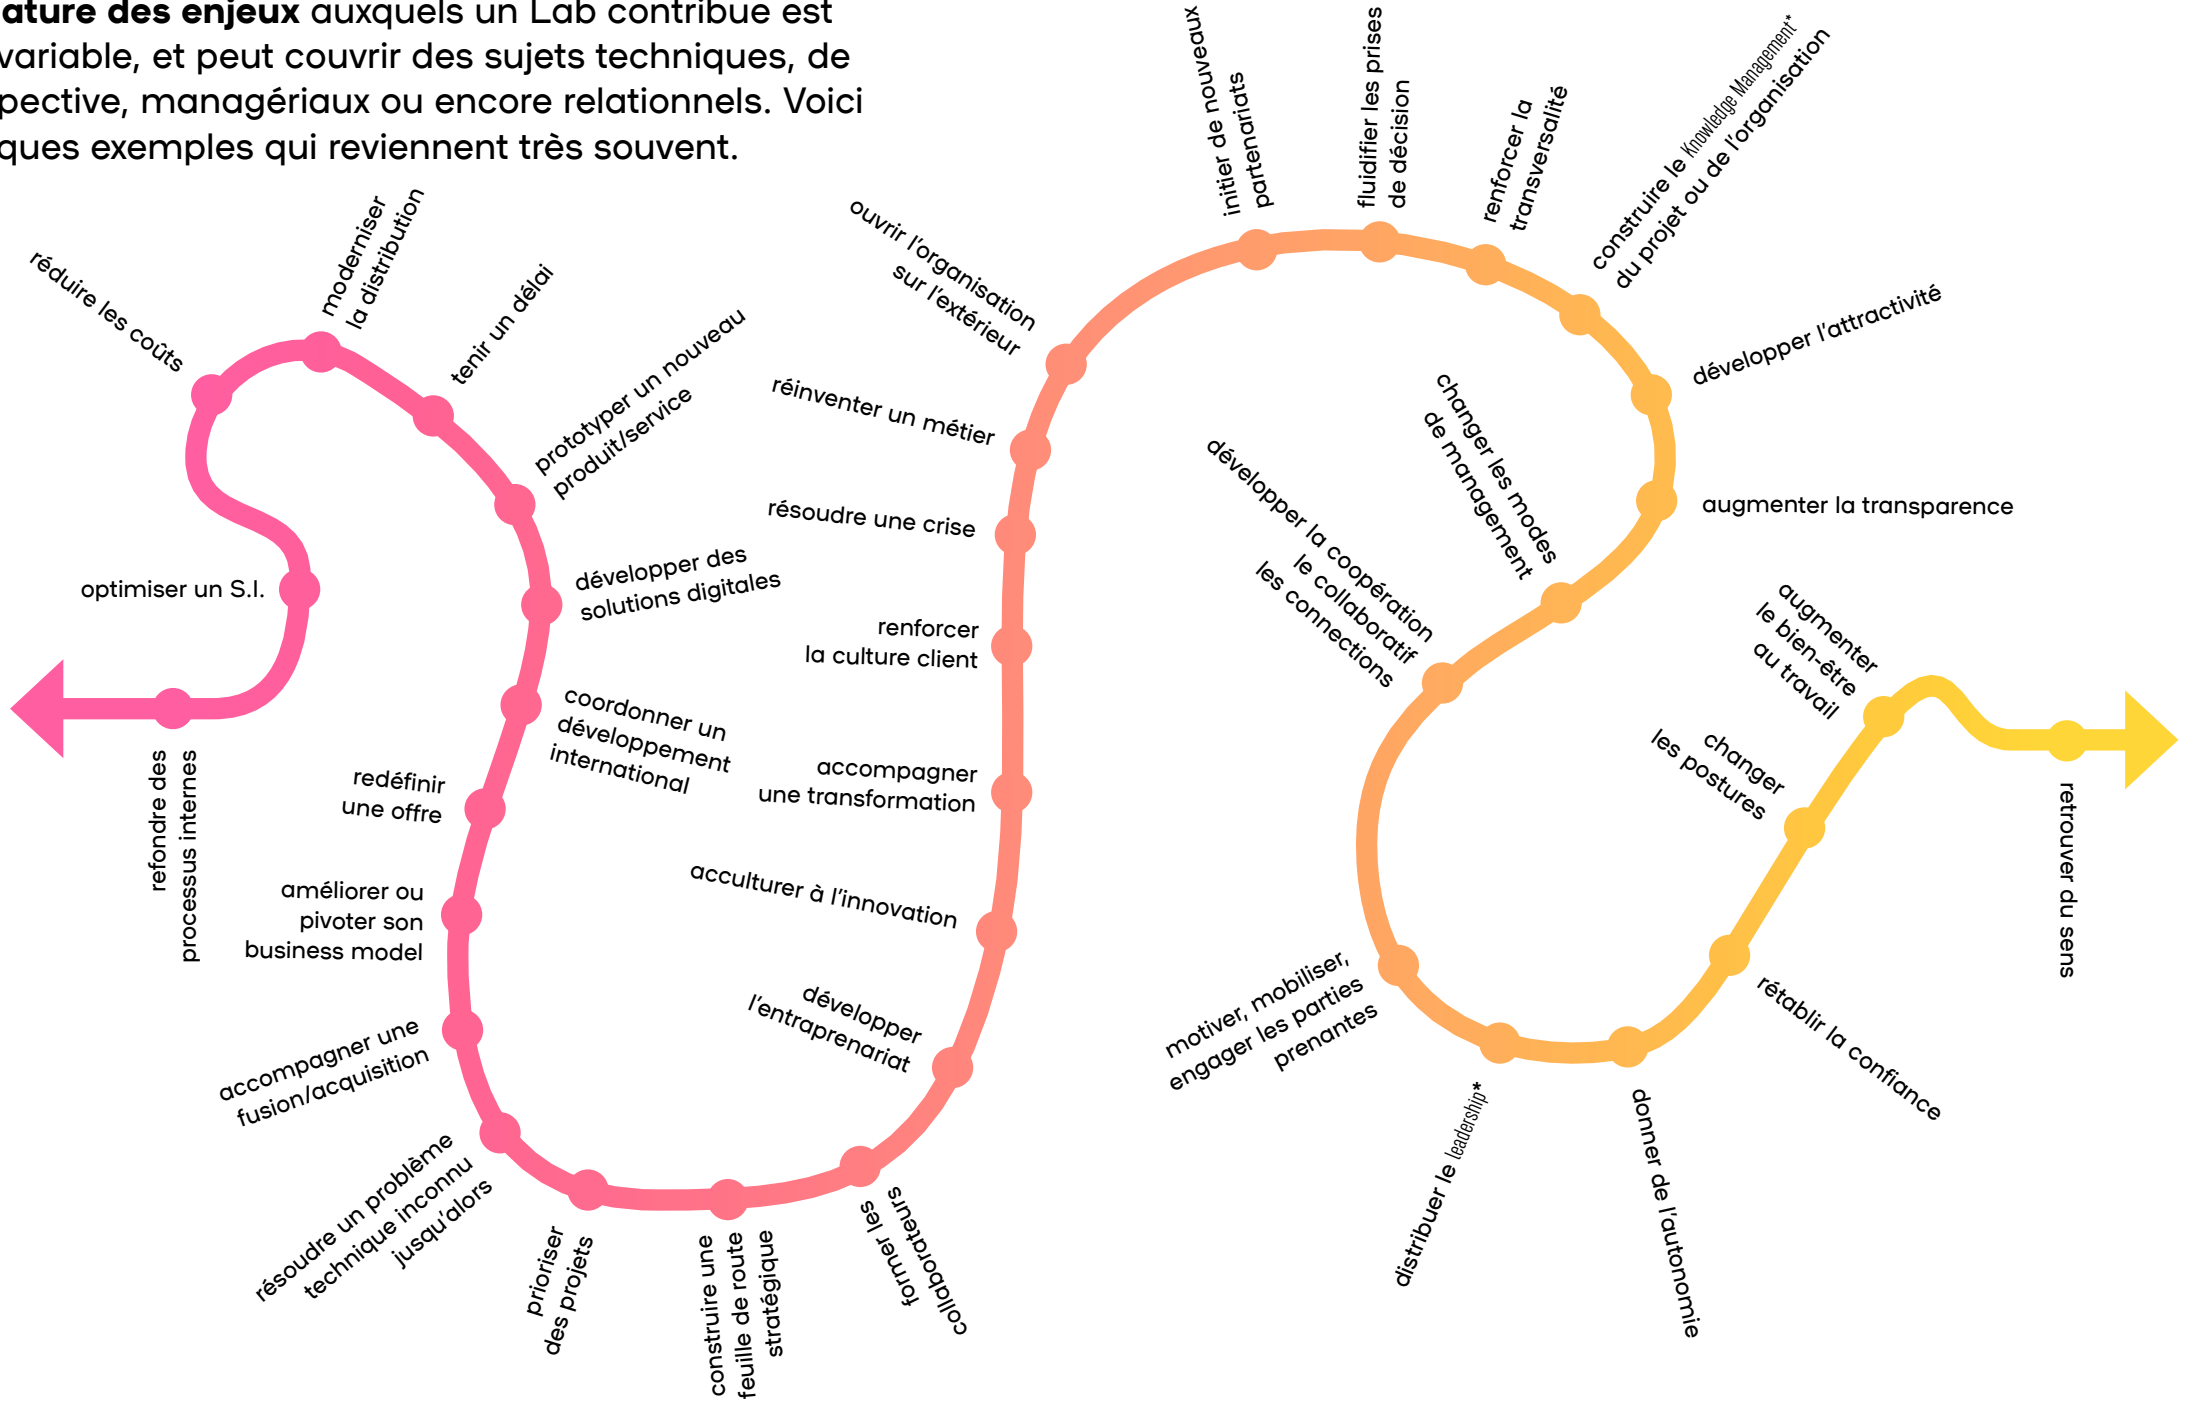 ature des enjeux auxquels un Lab contribue est
variable, et peut couvrir des sujets techniques, de
pective, managériaux ou encore relationnels. Voici
ques exemples qui reviennent très souvent.
refondre des
processus internes
optimiser un S.I.
réduire les coûts
moderniser
la distribution
tenir un délai
prototyper un nouveau
produit/service
développer des
solutions digitales
coordonner un
développement
international
redéfinir
une offre
améliorer ou
pivoter son
business model
accompagner une
fusion/acquisition
résoudre un problème
technique inconnu
jusqu'alors
prioriser
des projets
construire une
feuille de route
stratégique
former les
collaborateurs
développer
l'entraprenariat
acculturer à l'innovation
accompagner
une transformation
renforcer
la culture client
résoudre une crise
réinventer un métier
ouvrir l'organisation
sur l'extérieur
initier de nouveaux
partenariats
fluidifier les prises
de décision
renforcer la
transversalité
construire le Knowledge Management*
du projet ou de l'organisation
développer l'attractivité
augmenter la transparence
changer les modes
de management
développer la coopération
le collaboratif
les connections
motiver, mobiliser,
engager les parties
prenantes
distribuer le leadership*
donner de l'autonomie
rétablir la confiance
changer
les postures
augmenter
le bien-être
au travail
retrouver du sens